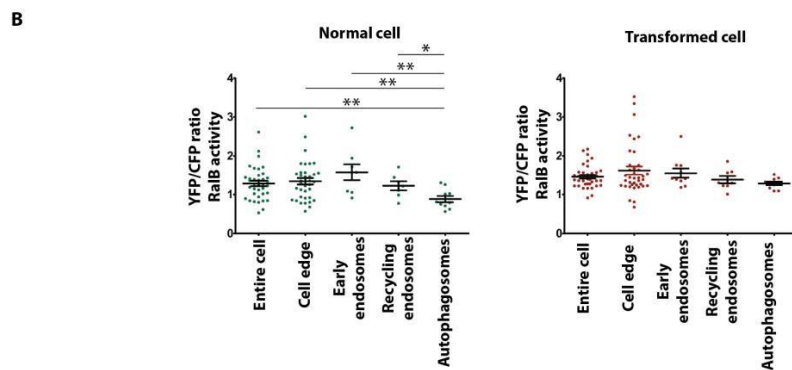 B
Normal cell
*
**
**
**
YFP/CFP ratio
RalB activity
4
3
2
1
0
Entire cell
Cell edge
Early
endosomes
Recycling
endosomes
Autophagosomes
Transformed cell
YFP/CFP ratio
RalB activity
4
3
2
1
0
Entire cell
Cell edge
Early
endosomes
Recycling
endosomes
Autophagosomes